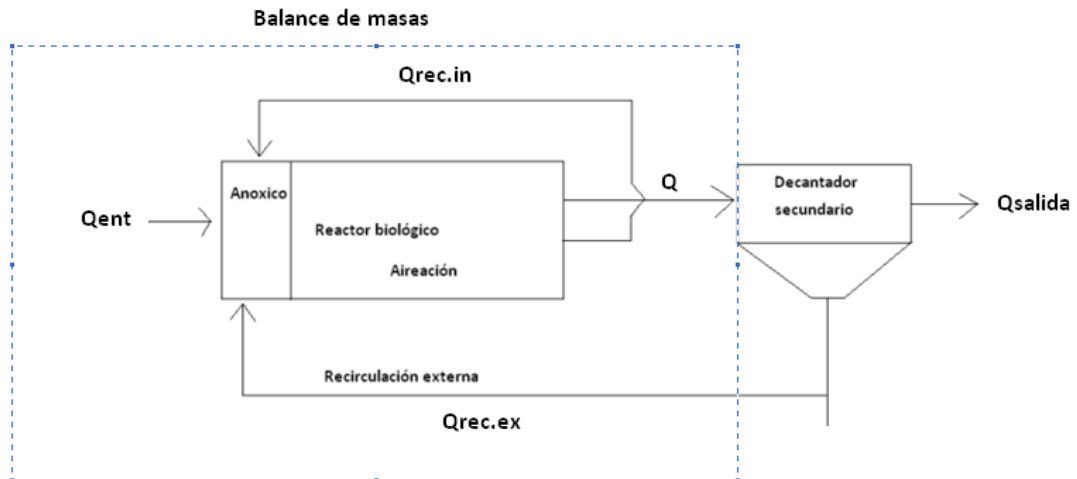 Balance de masas
Qrec.in
Anoxico
Q
Decantador
secundario
Qent
Qsalida
Reactor biológico
Aireación
Recirculación externa
Qrec.ex